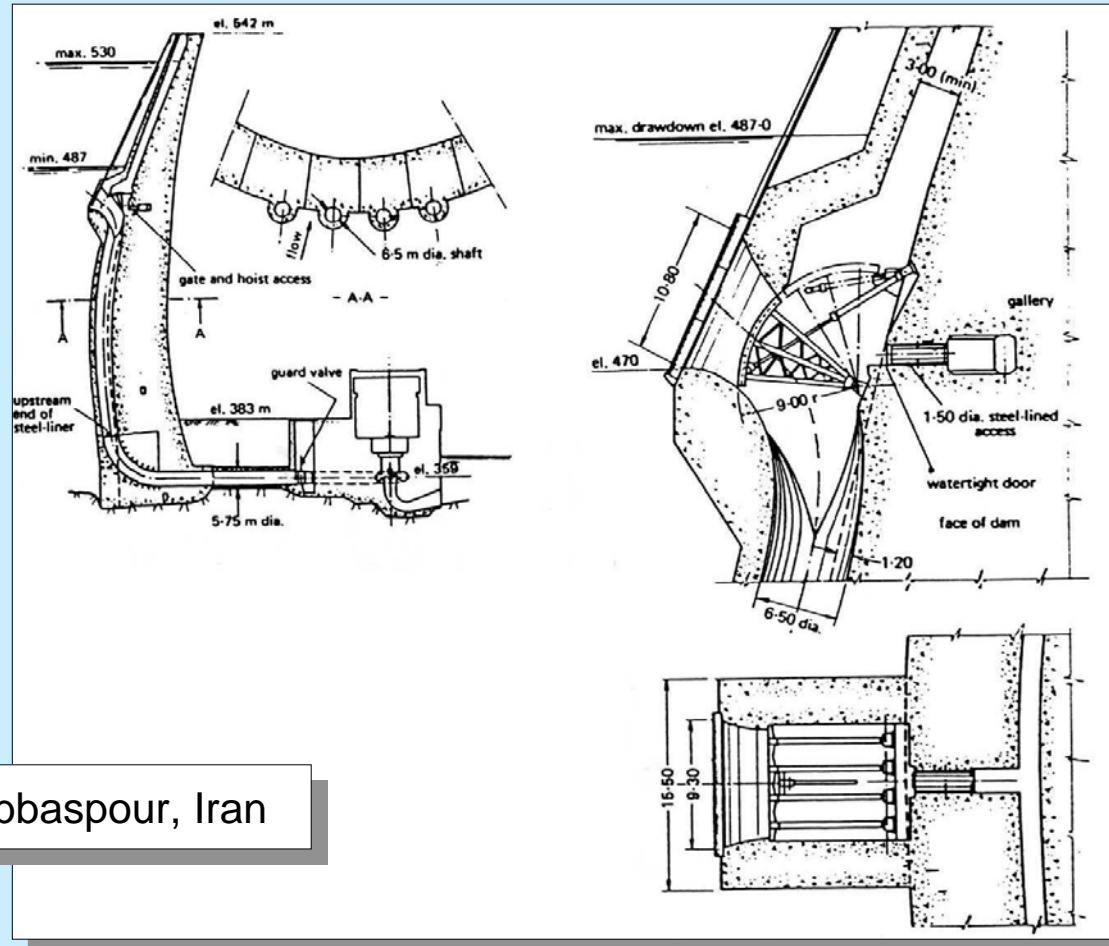 el. 542 m
max. 530
min. 487
gate and hoist access
A
A
flow
6·5 m dia. shaft
– A-A –
guard valve
el. 383 m
upstream
end of
steel-liner
el. 359
5·75 m dia.
3·00 (min)
max. drawdown el. 487·0
10·80
el. 470
9·00 r
gallery
1·50 dia. steel-lined
access
watertight door
face of dam
1·20
6·50 dia.
15·50
9·30
bbaspour, Iran